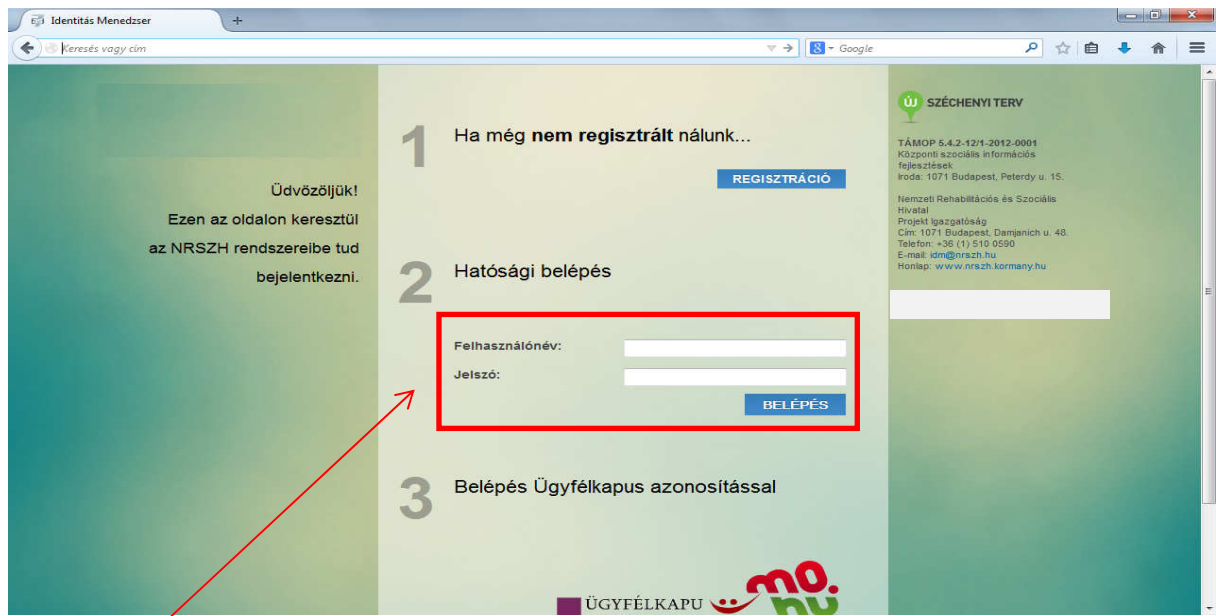 Identitás Menedzser
Keresés vagy cím
Google
Üdvözöljük!
Ezen az oldalon keresztül
az NRSZH rendszereibe tud
bejelentkezni.
1
Ha még nem regisztrált nálunk...
REGISZTRÁCIÓ
2
Hatósági belépés
Felhasználónév:
Jelszó:
BELÉPÉS
3
Belépés Ügyfélkapus azonosítással
ÜGYFÉLKAPU
mo.
hu
ÚJ SZÉCHENYI TERV
TÁMOP 5.4.2-12/1-2012-0001
Központi szociális információs
fejlesztések
Iroda: 1071 Budapest, Peterdy u. 15.
Nemzeti Rehabilitációs és Szociális
Hivatal
Projekt Igazgatóság
Cím: 1071 Budapest, Damjanich u. 48.
Telefon: +36 (1) 510 0590
E-mail: idm@nrszh.hu
Honlap: www.nrszh.kormany.hu